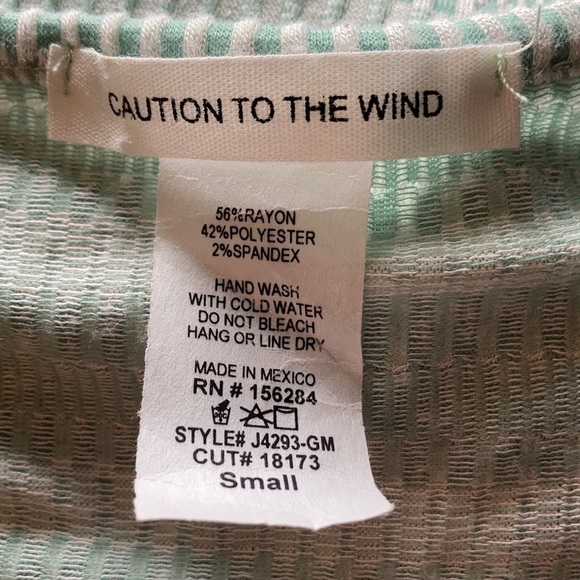 CAUTION TO THE WIND
56%RAYON
42%POLYESTER
2%SPANDEX
HAND WASH
WITH COLD WATER
DO NOT BLEACH
HANG OR LINE DRY
MADE IN MEXICO
RN # 156284
STYLE# J4293-GM
CUT# 18173
Small